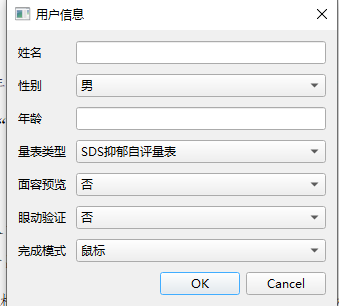 用户信息
姓名
性别 男
年龄
量表类型 SDS抑郁自评量表
面容预览 否
眼动验证 否
完成模式 鼠标
OK Cancel